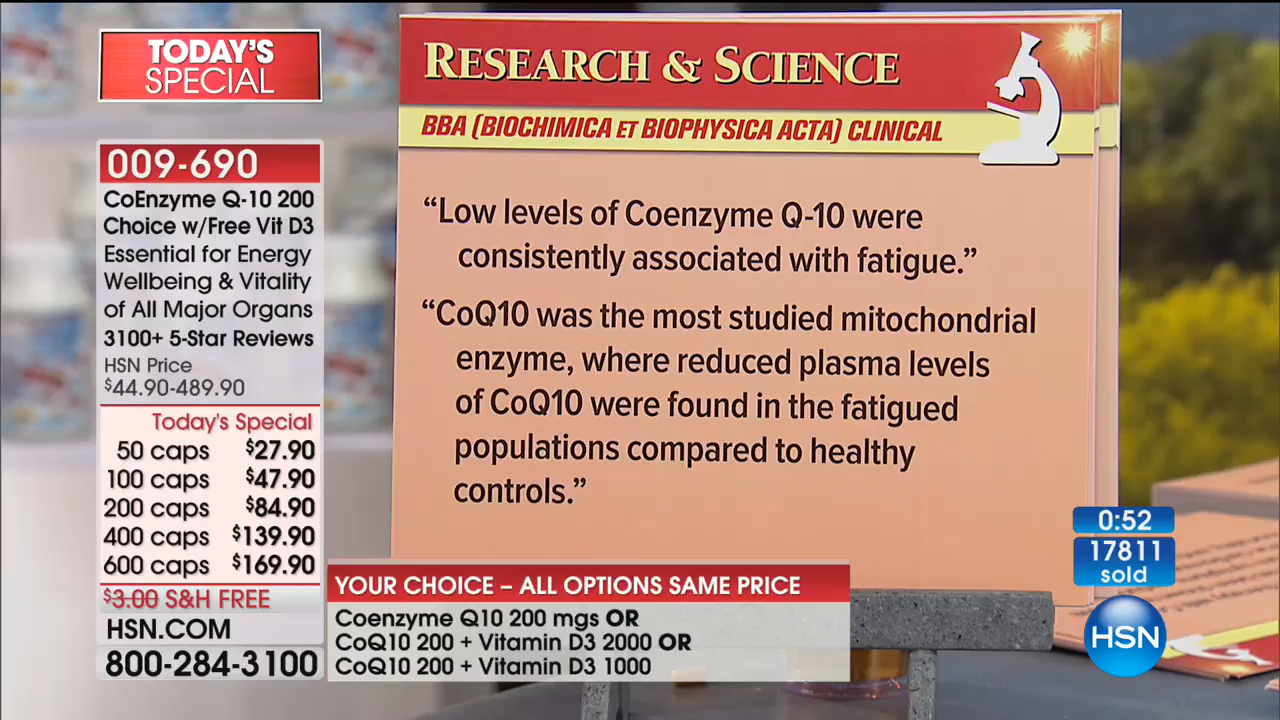 TODAY'S
SPECIAL
009-690
CoEnzyme Q-10 200
Choice w/Free Vit D3
Essential for Energy
Wellbeing & Vitality
of All Major Organs
3100+ 5-Star Reviews
HSN Price
$44.90-489.90
Today's Special
50 caps $27.90
100 caps $47.90
200 caps $84.90
400 caps $139.90
600 caps $169.90
$3.00 S&H FREE
HSN.COM
800-284-3100
RESEARCH & SCIENCE
BBA (BIOCHIMICA ET BIOPHYSICA ACTA) CLINICAL
“Low levels of Coenzyme Q-10 were
consistently associated with fatigue.”
“CoQ10 was the most studied mitochondrial
enzyme, where reduced plasma levels
of CoQ10 were found in the fatigued
populations compared to healthy
controls.”
YOUR CHOICE – ALL OPTIONS SAME PRICE
Coenzyme Q10 200 mgs OR
CoQ10 200 + Vitamin D3 2000 OR
CoQ10 200 + Vitamin D3 1000
0:52
17811
sold
HSN